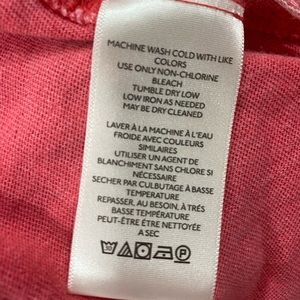 MACHINE WASH COLD WITH LIKE
COLORS
USE ONLY NON-CHLORINE
BLEACH
TUMBLE DRY LOW
LOW IRON AS NEEDED
MAY BE DRY CLEANED
LAVER À LA MACHINE À L'EAU
FROIDE AVEC COULEURS
SIMILAIRES
UTILISER UN AGENT DE
BLANCHIMENT SANS CHLORE SI
NÉCESSAIRE
SECHER PAR CULBUTAGE À BASSE
TEMPERATURE
REPASSER, AU BESOIN, À TRÈS
BASSE TEMPÉRATURE
PEUT-ÊTRE ÊTRE NETTOYÉE
A SEC